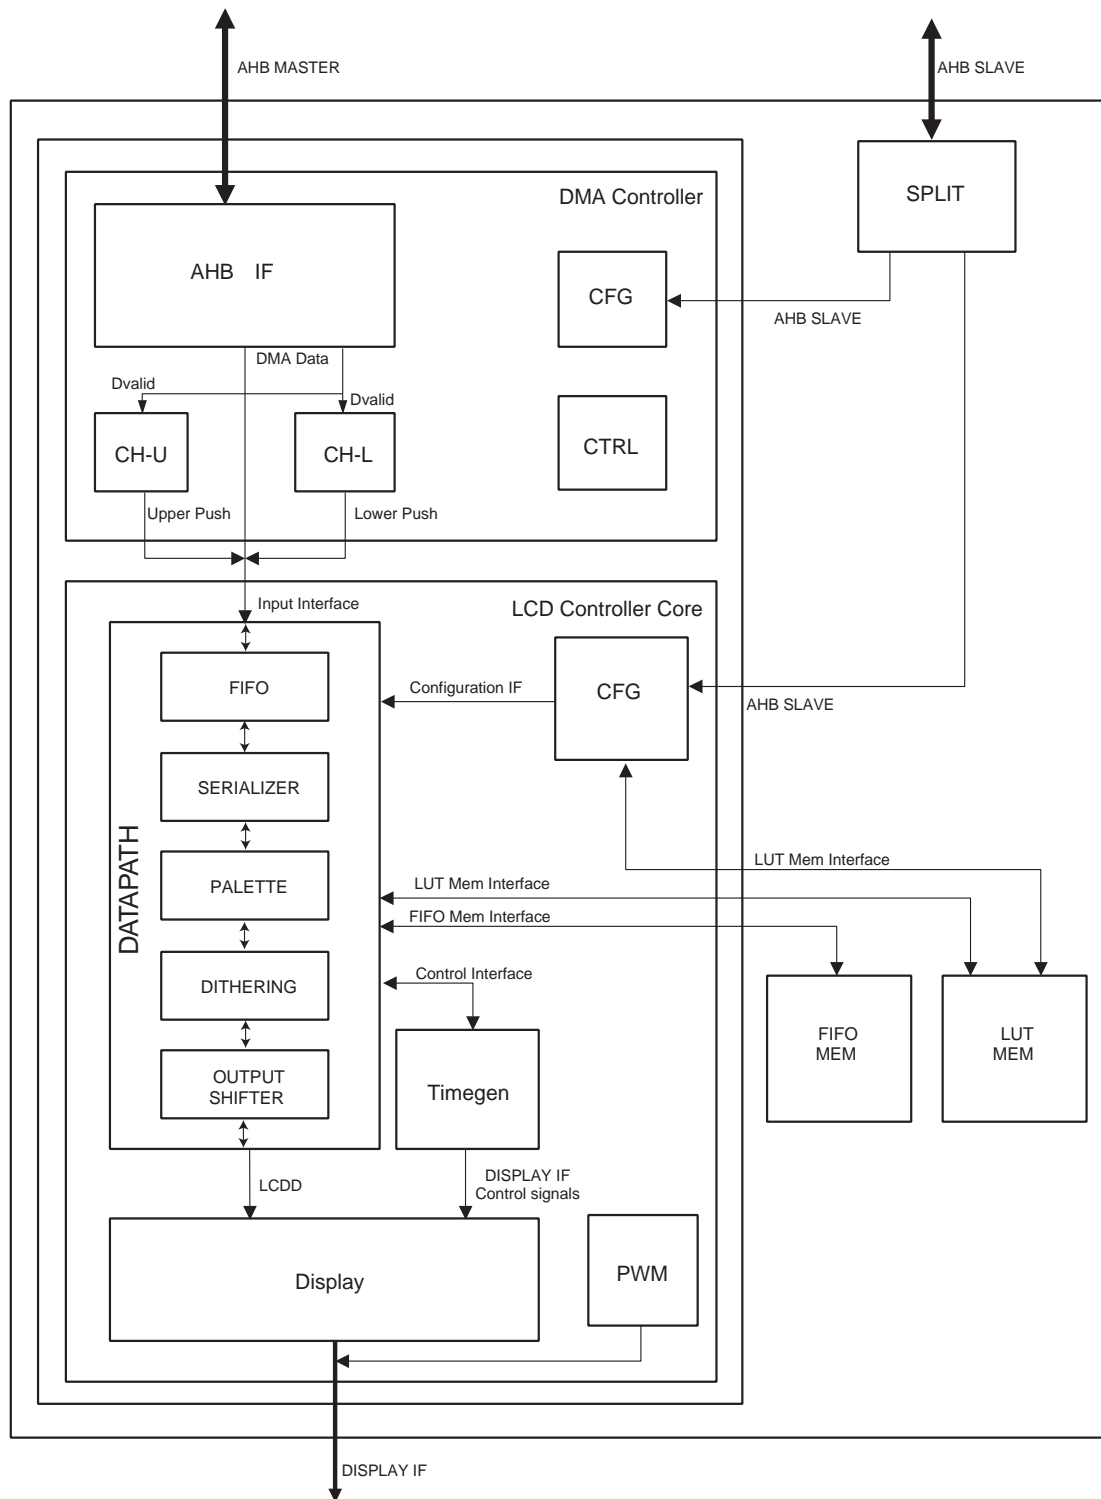 AHB MASTER
AHB SLAVE
DMA Controller
SPLIT
AHB IF
CFG
AHB SLAVE
DMA Data
Dvalid
Dvalid
CH-U
CH-L
CTRL
Upper Push
Lower Push
Input Interface
LCD Controller Core
FIFO
Configuration IF
CFG
AHB SLAVE
SERIALIZER
DATAPATH
PALETTE
LUT Mem Interface
LUT Mem Interface
FIFO Mem Interface
DITHERING
Control Interface
FIFO
MEM
LUT
MEM
OUTPUT
SHIFTER
Timegen
LCDD
DISPLAY IF
Control signals
Display
PWM
DISPLAY IF